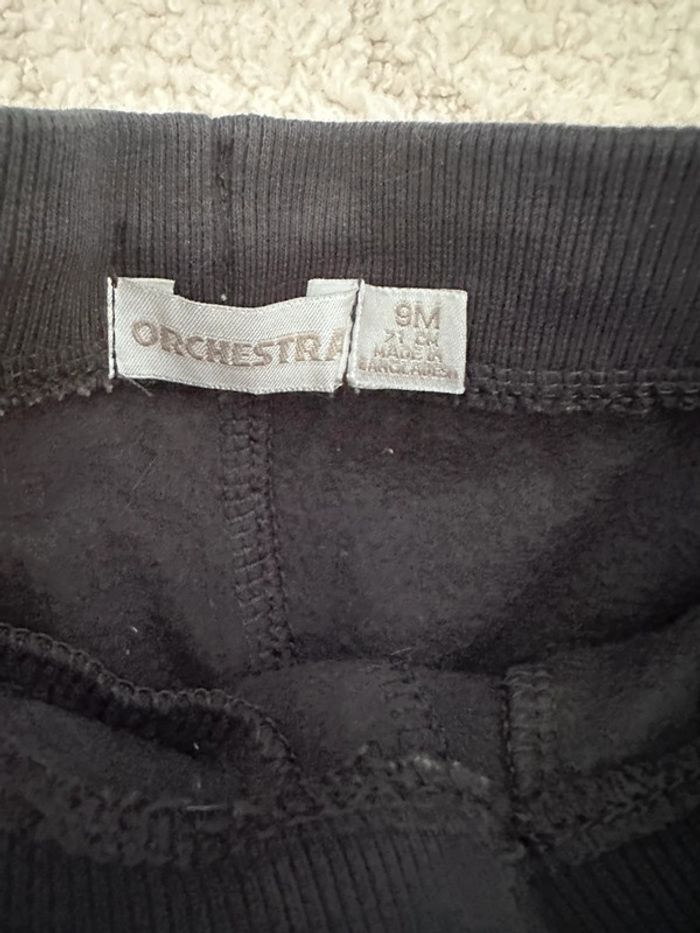 ORCHESTRA
9M
71 CM
MADE IN
BANGLADESH